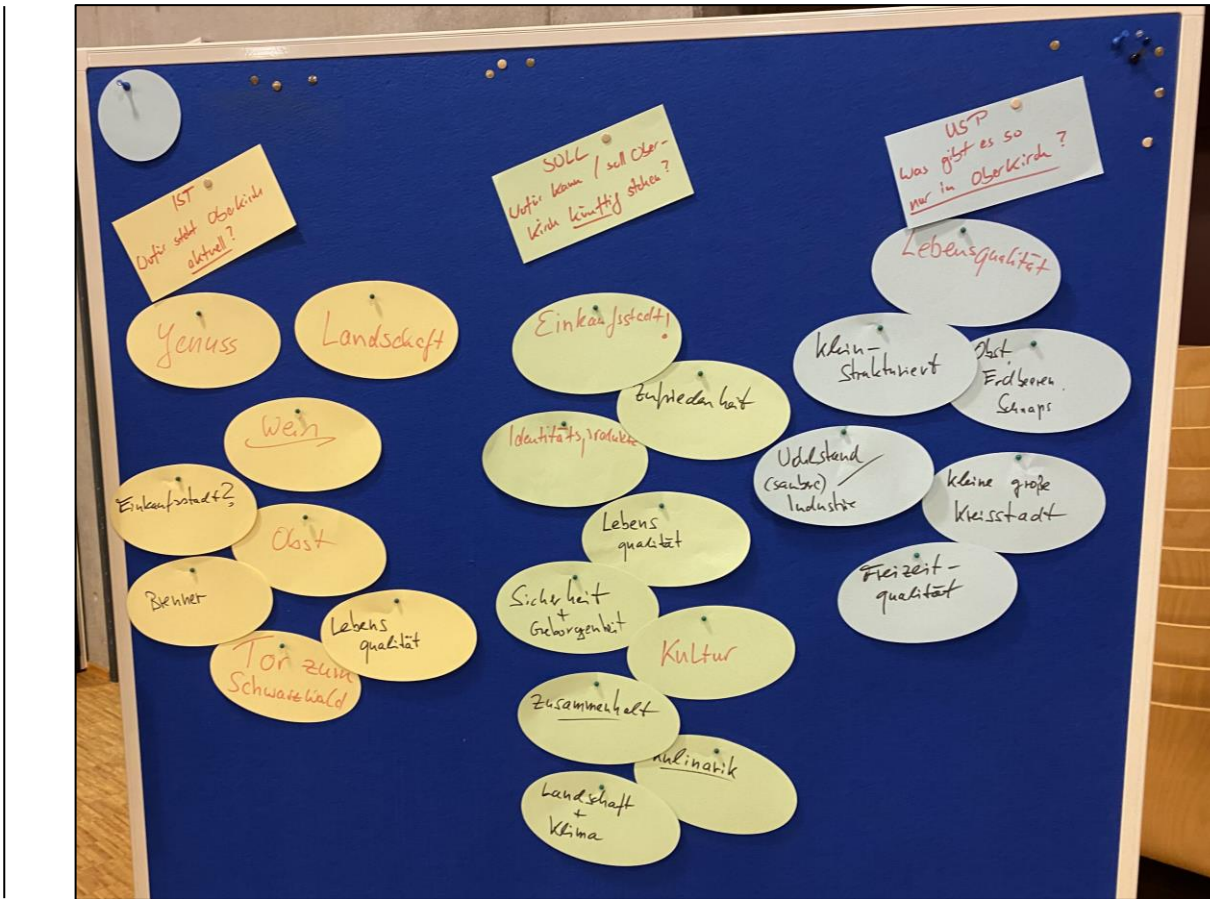 IST
Wofür steht Oberkirch
aktuell?
Genuss
Landschaft
Wein
Einkaufsstadt?
Obst
Brenner
Lebens
qualität
Tor zum
Schwarzwald
SOLL
Wofür kann / soll Ober-
kirch künftig stehen?
Einkaufsstadt!
Zufriedenheit
Identitätsprodukte
Lebens
qualität
Sicherheit
+
Geborgenheit
Kultur
Zusammenhalt
Kulinarik
Landschaft
+
Klima
USP
Was gibt es so
nur in Oberkirch?
Lebensqualität
klein-
strukturiert
Obst,
Erdbeeren,
Schnaps
Wohlstand
(saubere)
Industrie
kleine große
Kreisstadt
Freizeit-
qualität